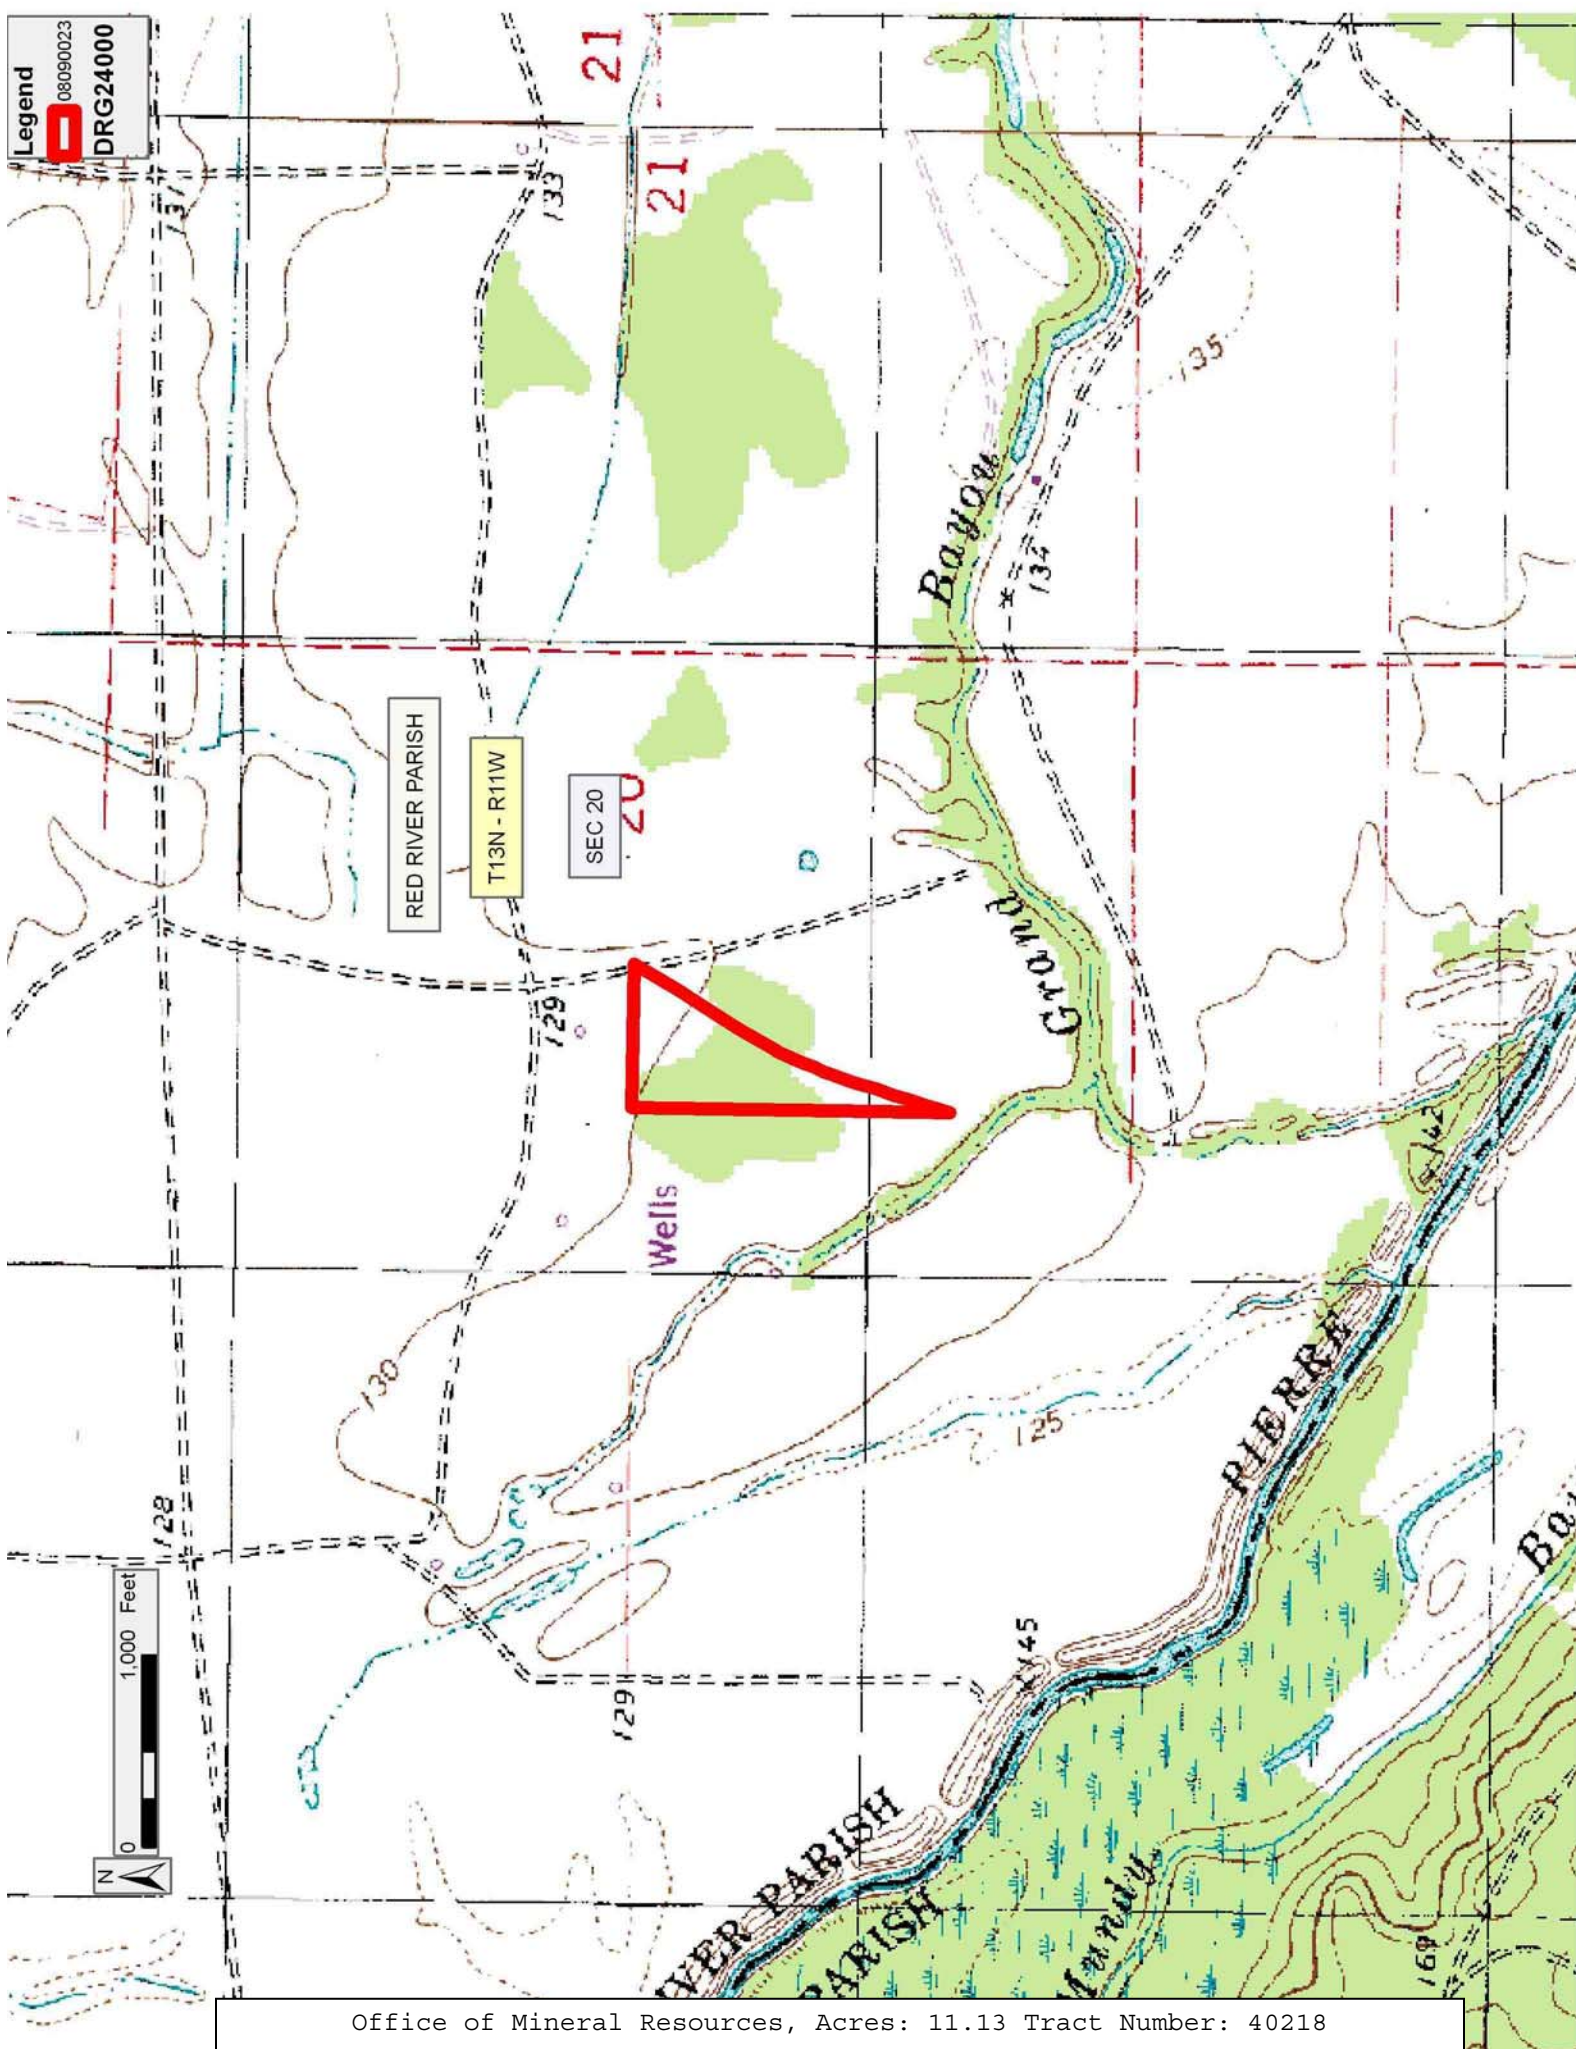 Legend
08090023
DRG24000
0
1,000 Feet
N
128
131
133
21
21
RED RIVER PARISH
T13N - R11W
SEC 20
20
129
Wells
130
129
Bayou
134
135
Grand
125
142
PIERRE
145
PARISH
PARISH
Mundy
169
Office of Mineral Resources, Acres: 11.13 Tract Number: 40218